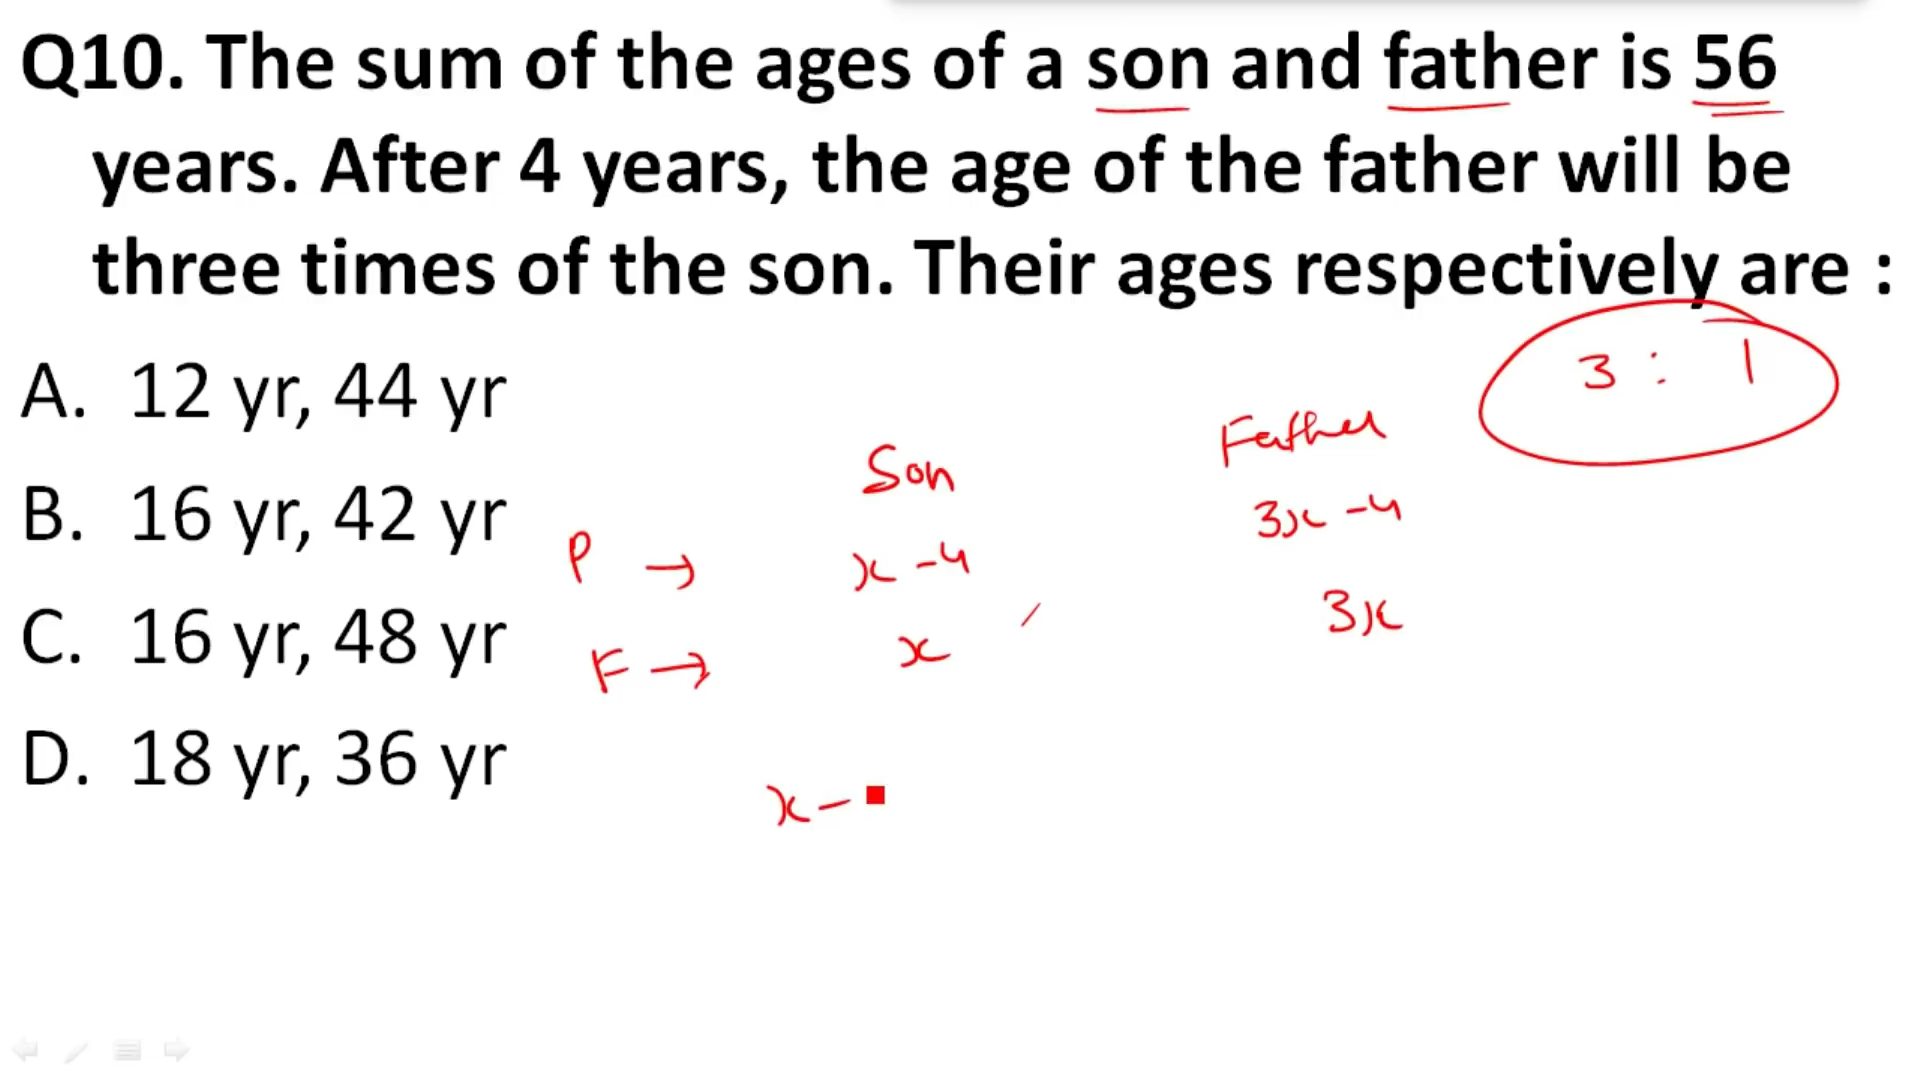 Q10. The sum of the ages of a son and father is 56
years. After 4 years, the age of the father will be
three times of the son. Their ages respectively are :
3 : 1
A. 12 yr, 44 yr
Son Father
B. 16 yr, 42 yr
P → x - 4 3x - 4
C. 16 yr, 48 yr
F → x 3x
D. 18 yr, 36 yr
x -